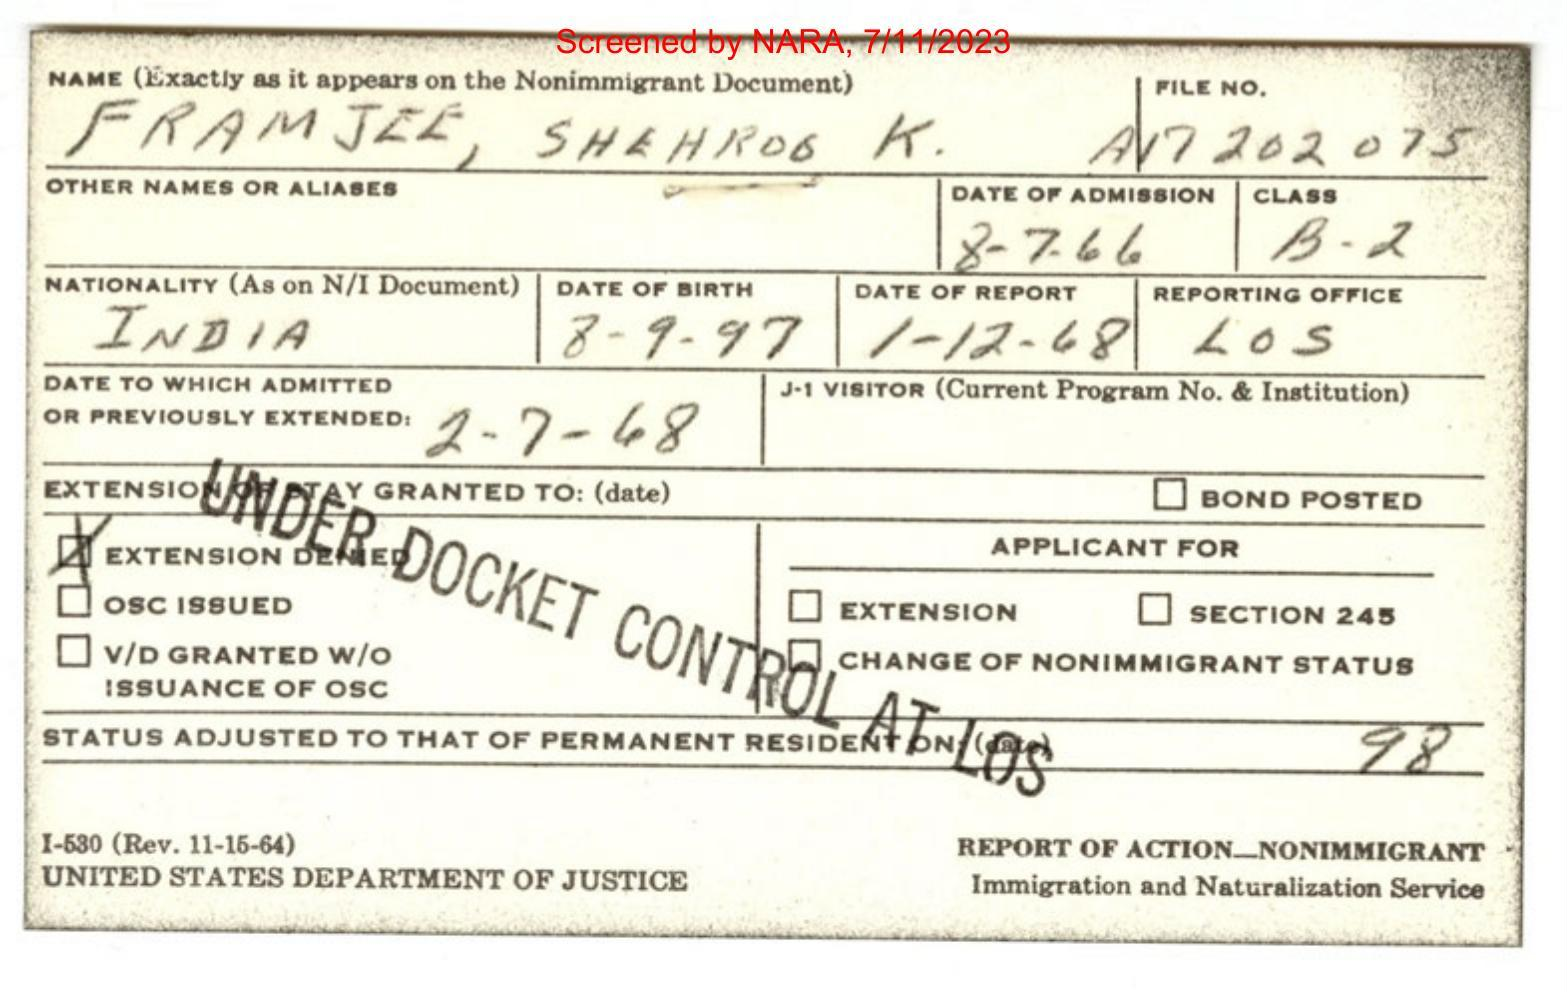 Screened by NARA, 7/11/2023
NAME (Exactly as it appears on the Nonimmigrant Document)
FILE NO.
FRAMJEE, SHEHROO K.
A17 202 075
OTHER NAMES OR ALIASES
DATE OF ADMISSION
CLASS
8-7-66
B-2
NATIONALITY (As on N/I Document)
DATE OF BIRTH
DATE OF REPORT
REPORTING OFFICE
INDIA
8-9-97
1-12-68
LOS
DATE TO WHICH ADMITTED
OR PREVIOUSLY EXTENDED: 2-7-68
J-1 VISITOR (Current Program No. & Institution)
EXTENSION OF STAY GRANTED TO: (date)
BOND POSTED
UNDER DOCKET CONTROL AT LOS
X EXTENSION DENIED
OSC ISSUED
V/D GRANTED W/O
ISSUANCE OF OSC
APPLICANT FOR
EXTENSION
SECTION 245
CHANGE OF NONIMMIGRANT STATUS
STATUS ADJUSTED TO THAT OF PERMANENT RESIDENT ON: (date)
98
I-530 (Rev. 11-15-64)
UNITED STATES DEPARTMENT OF JUSTICE
REPORT OF ACTION—NONIMMIGRANT
Immigration and Naturalization Service